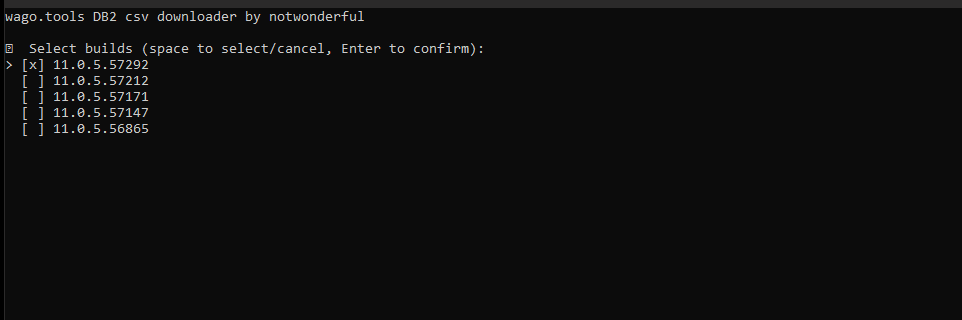 wago.tools DB2 csv downloader by notwonderful
Select builds (space to select/cancel, Enter to confirm):
> [x] 11.0.5.57292
[ ] 11.0.5.57212
[ ] 11.0.5.57171
[ ] 11.0.5.57147
[ ] 11.0.5.56865